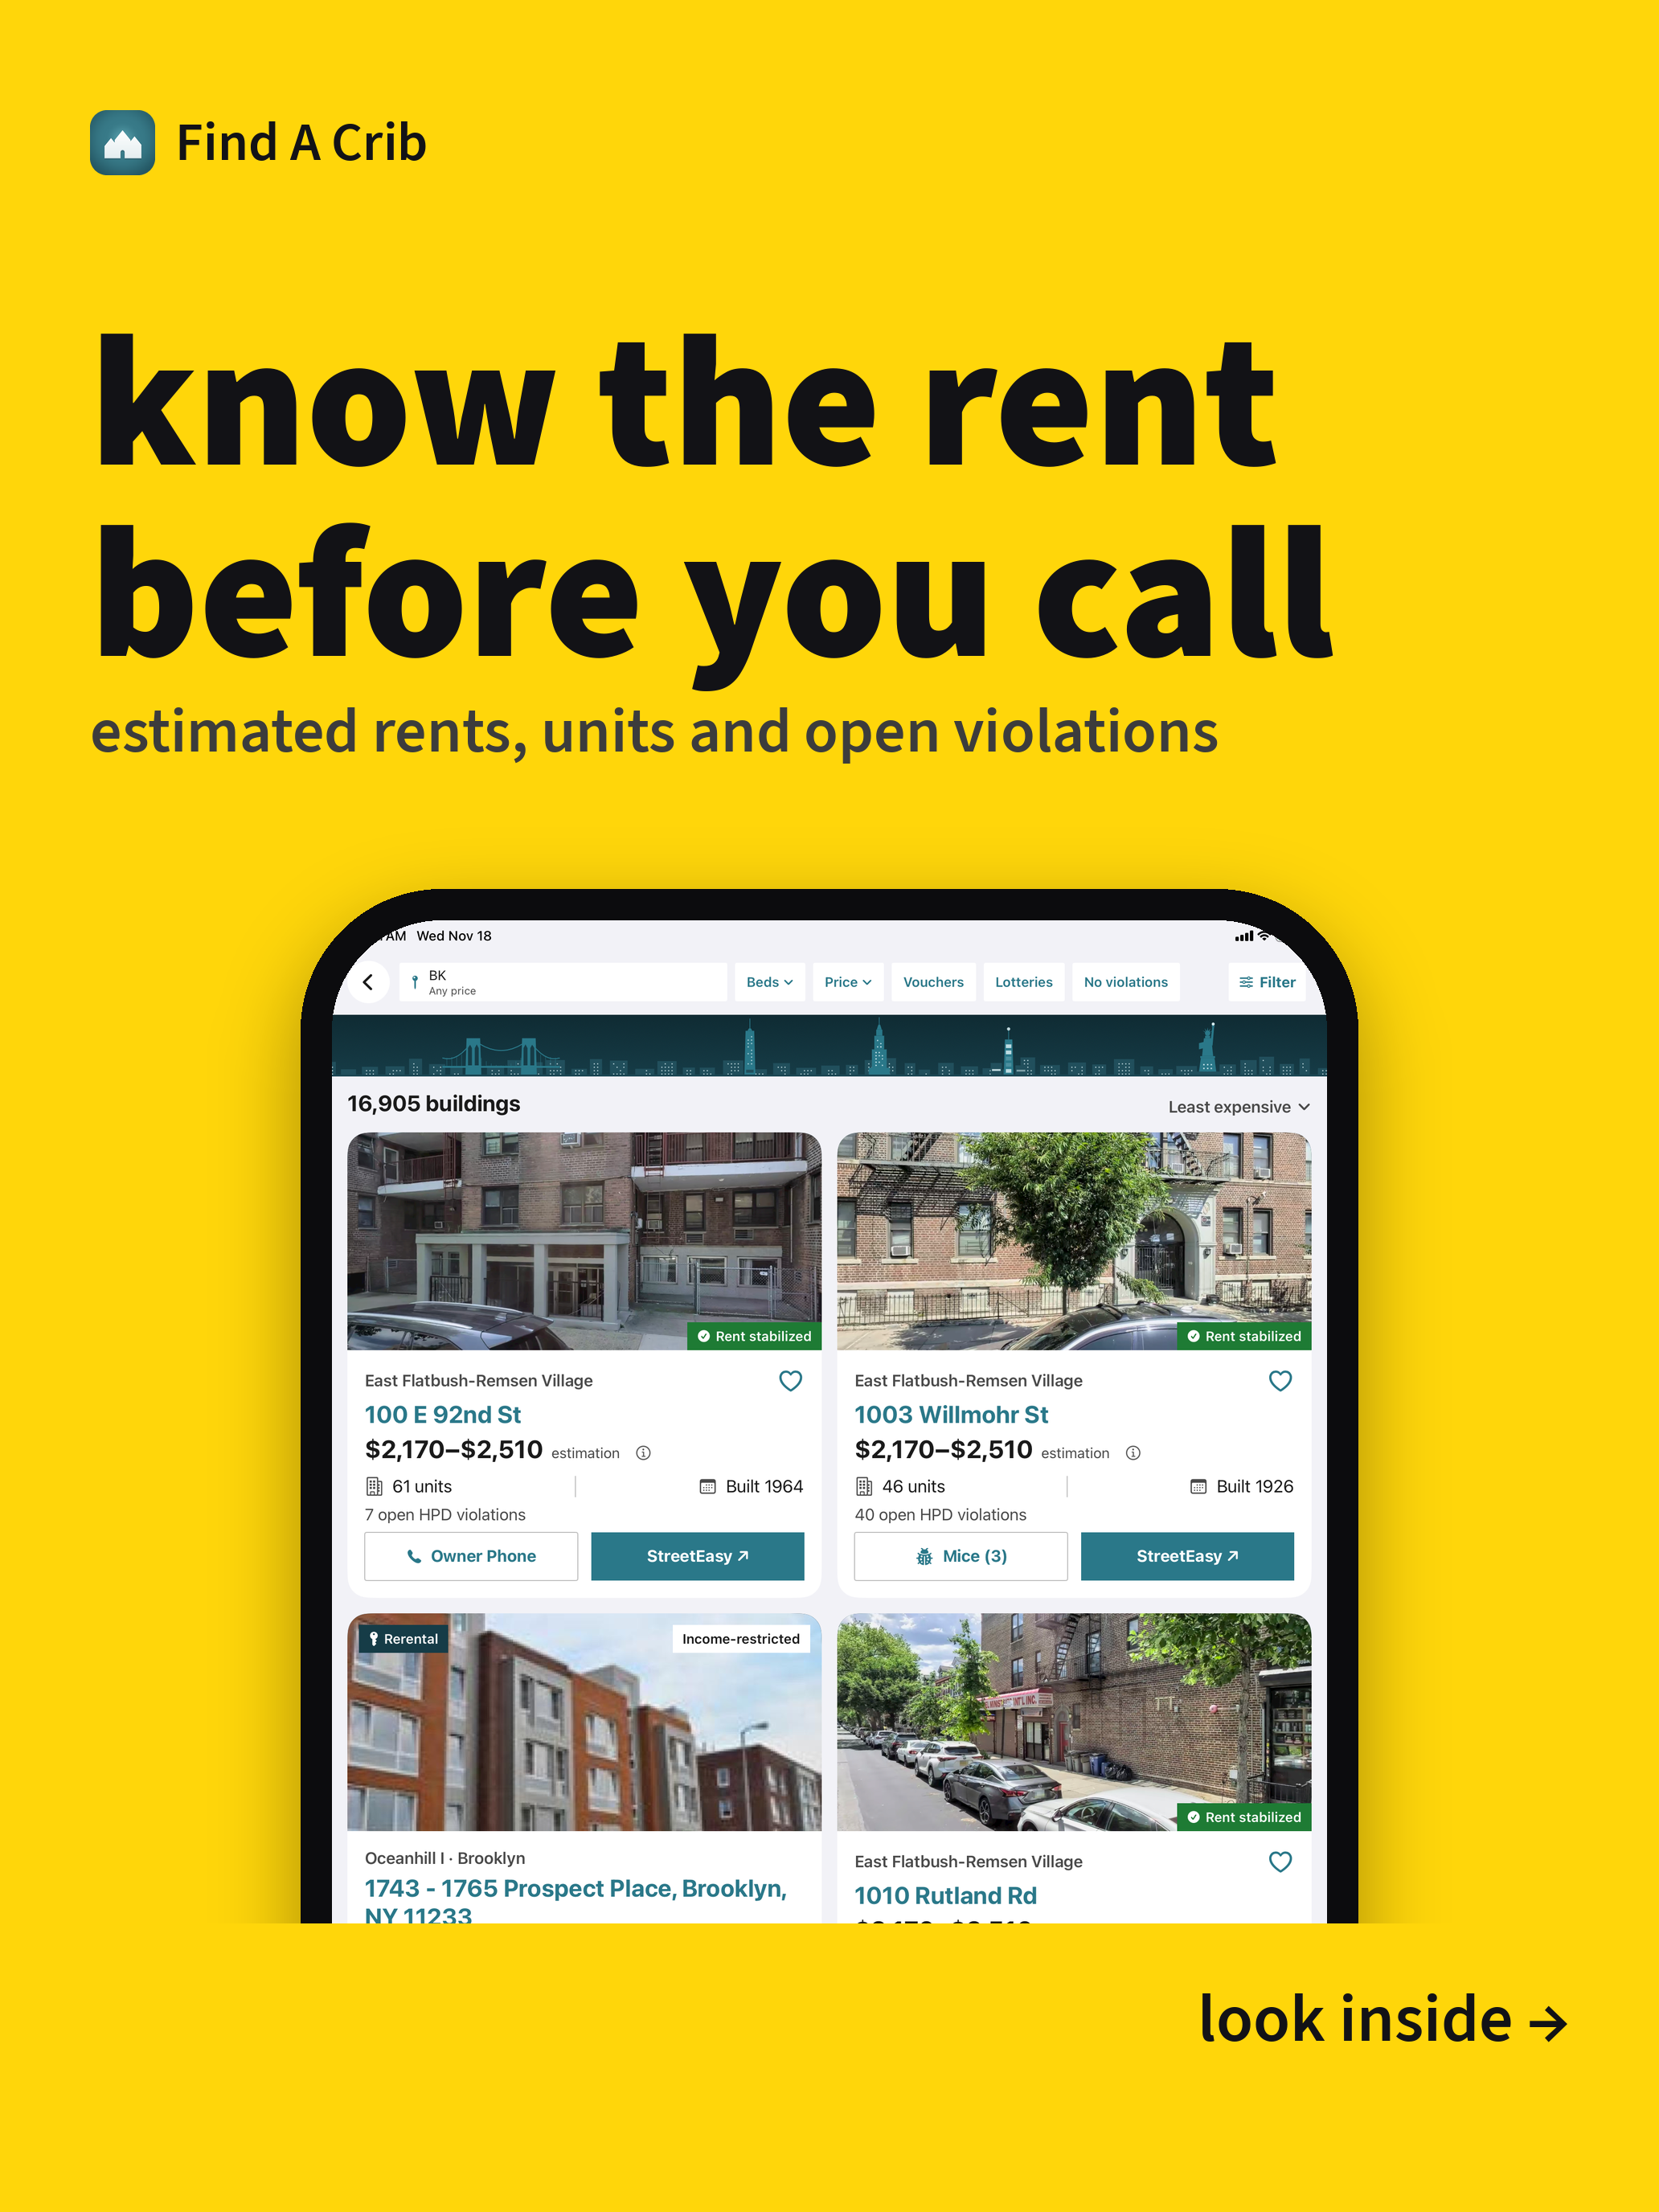 Find A Crib
know the rent
before you call
estimated rents, units and open violations
AM Wed Nov 18
BK
Any price
Beds
Price
Vouchers
Lotteries
No violations
Filter
16,905 buildings
Least expensive
Rent stabilized
Rent stabilized
East Flatbush-Remsen Village
100 E 92nd St
$2,170–$2,510 estimation
61 units
Built 1964
7 open HPD violations
Owner Phone
StreetEasy ↗
East Flatbush-Remsen Village
1003 Willmohr St
$2,170–$2,510 estimation
46 units
Built 1926
40 open HPD violations
Mice (3)
StreetEasy ↗
Rerental
Income-restricted
Rent stabilized
Oceanhill I · Brooklyn
1743 - 1765 Prospect Place, Brooklyn,
NY 11233
East Flatbush-Remsen Village
1010 Rutland Rd
look inside →